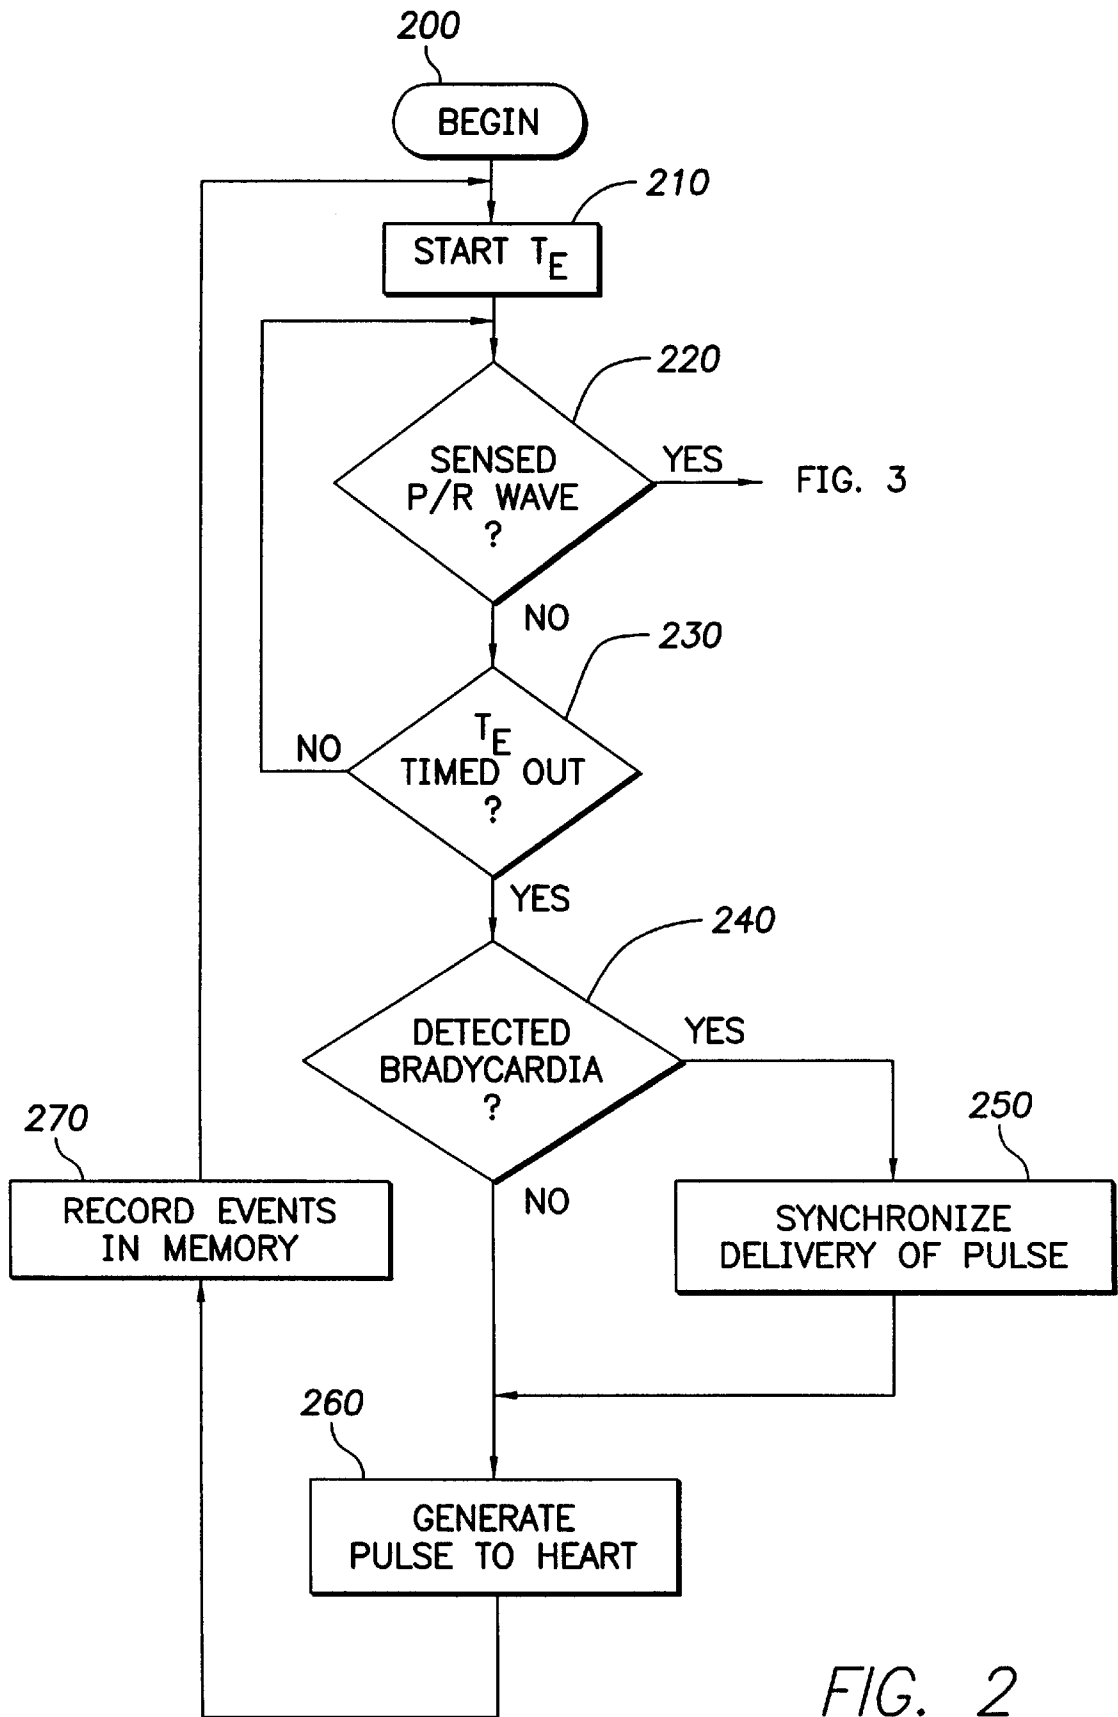 200
BEGIN
210
START TE
220
SENSED
P/R WAVE
?
YES
FIG. 3
NO
230
TE
TIMED OUT
?
NO
YES
240
DETECTED
BRADYCARDIA
?
YES
NO
250
SYNCHRONIZE
DELIVERY OF PULSE
270
RECORD EVENTS
IN MEMORY
260
GENERATE
PULSE TO HEART
FIG. 2